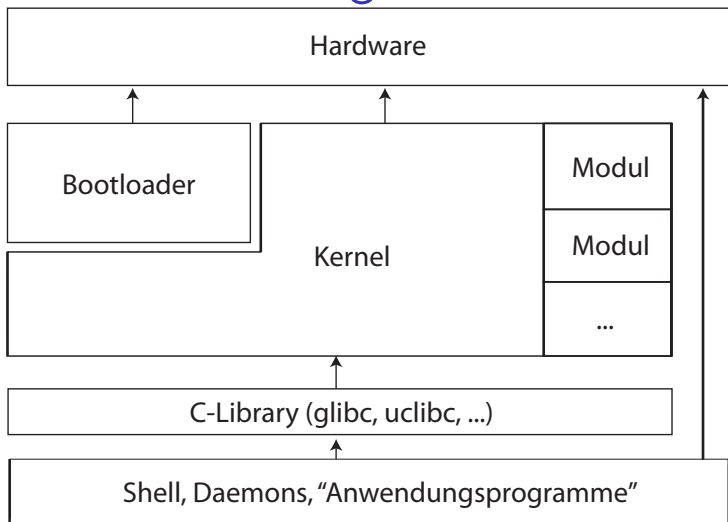 Hardware
Bootloader
Kernel
Modul
Modul
...
C-Library (glibc, uclibc, ...)
Shell, Daemons, “Anwendungsprogramme”